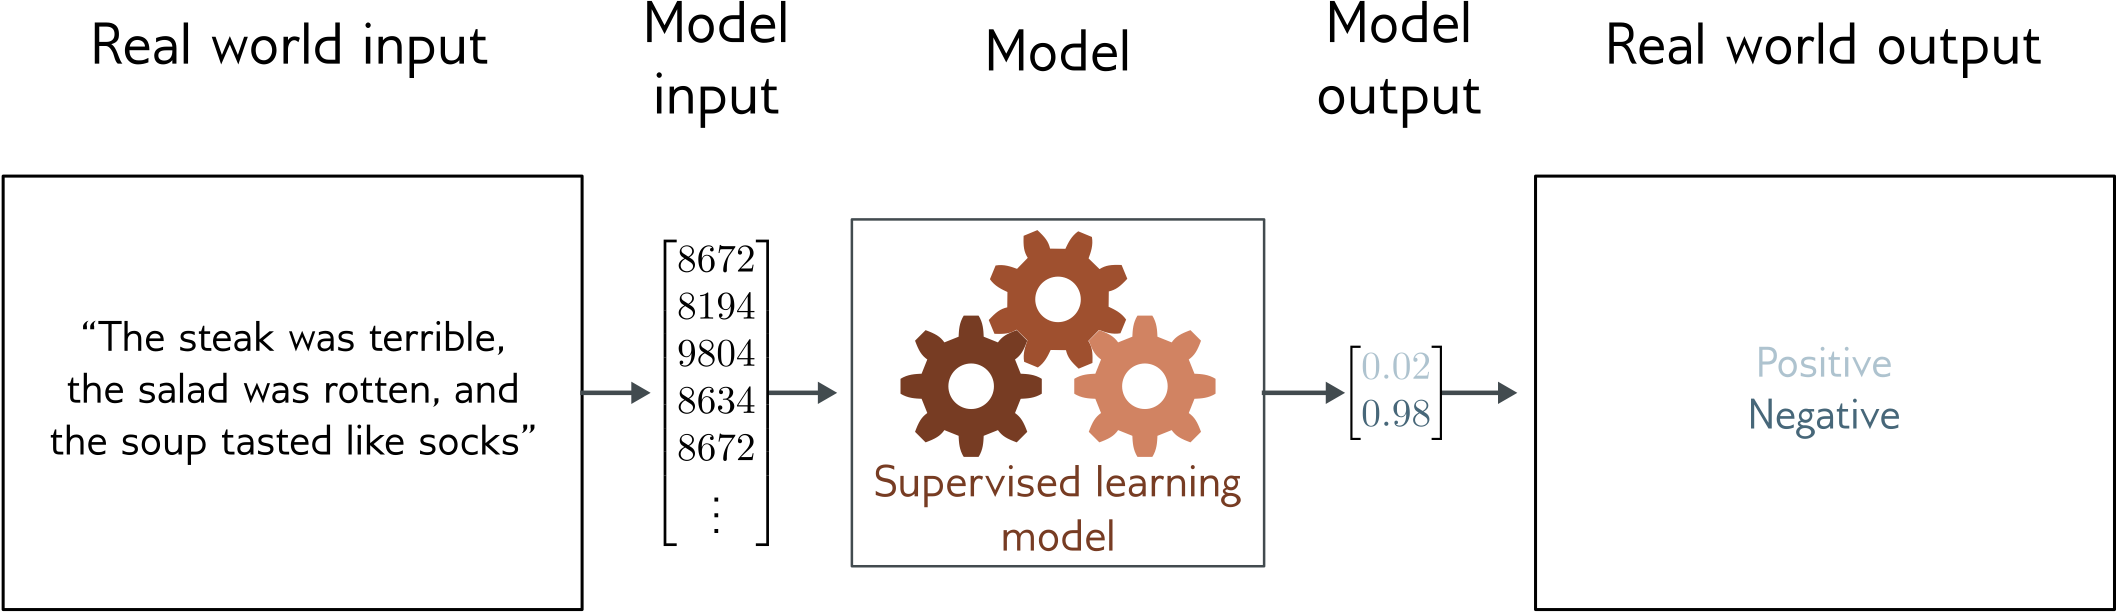 Real world input
Model
input
Model
Model
output
Real world output
“The steak was terrible,
the salad was rotten, and
the soup tasted like socks”
8672
8194
9804
8634
8672
⋮
Supervised learning
model
0.02
0.98
Positive
Negative